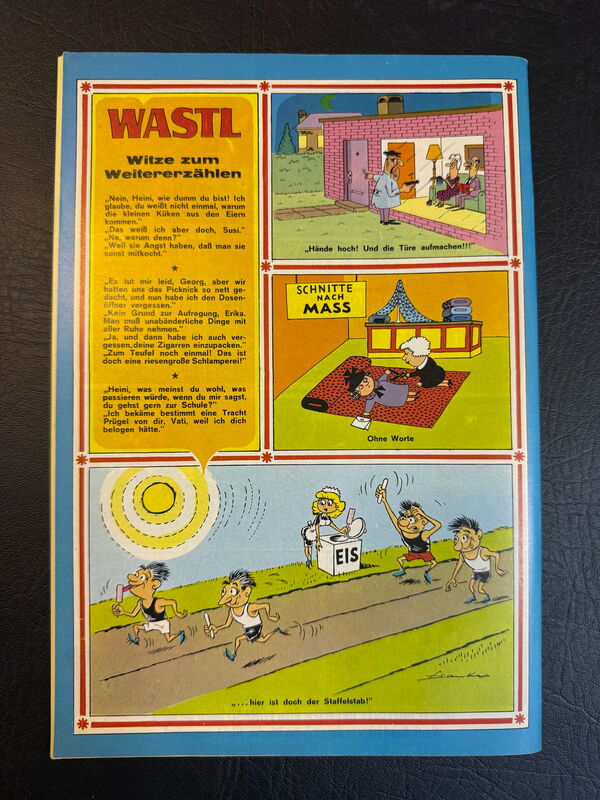 WASTL
Witze zum
Weitererzählen
„Nein, Heini, wie dumm du bist! Ich
glaube, du weißt nicht einmal, warum
die kleinen Küken aus den Eiern
kommen.“
„Das weiß ich aber doch, Susi.“
„Na, warum denn?“
„Weil sie Angst haben, daß man sie
sonst mitkocht.“
„Es tut mir leid, Georg, aber wir
hatten uns das Picknick so nett ge-
dacht, und nun habe ich den Dosen-
öffner vergessen.“
„Kein Grund zur Aufregung, Erika.
Man muß unabänderliche Dinge mit
aller Ruhe nehmen.“
„Ja, und dann habe ich auch ver-
gessen, deine Zigarren einzupacken.“
„Zum Teufel noch einmal! Das ist
doch eine riesengroße Schlamperei!“
„Heini, was meinst du wohl, was
passieren würde, wenn du mir sagst,
du gehst gern zur Schule?“
„Ich bekäme bestimmt eine Tracht
Prügel von dir, Vati, weil ich dich
belogen hätte.“
„Hände hoch! Und die Türe aufmachen!!!“
SCHNITTE
NACH
MASS
Ohne Worte
EIS
„...hier ist doch der Staffelstab!“